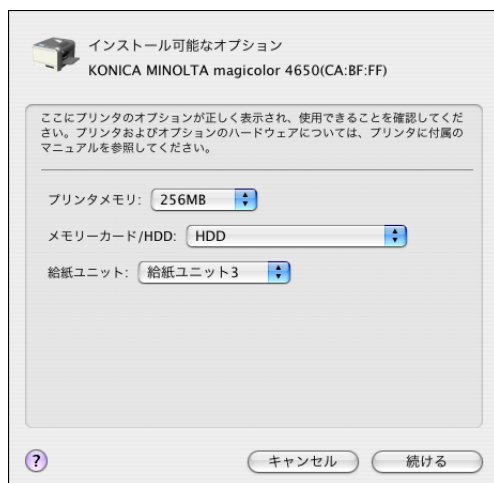 インストール可能なオプション
KONICA MINOLTA magicolor 4650(CA:BF:FF)
ここにプリンタのオプションが正しく表示され、使用できることを確認してくだ
さい。プリンタおよびオプションのハードウェアについては、プリンタに付属の
マニュアルを参照してください。
プリンタメモリ: 256MB
メモリーカード/HDD: HDD
給紙ユニット: 給紙ユニット3
? キャンセル 続ける